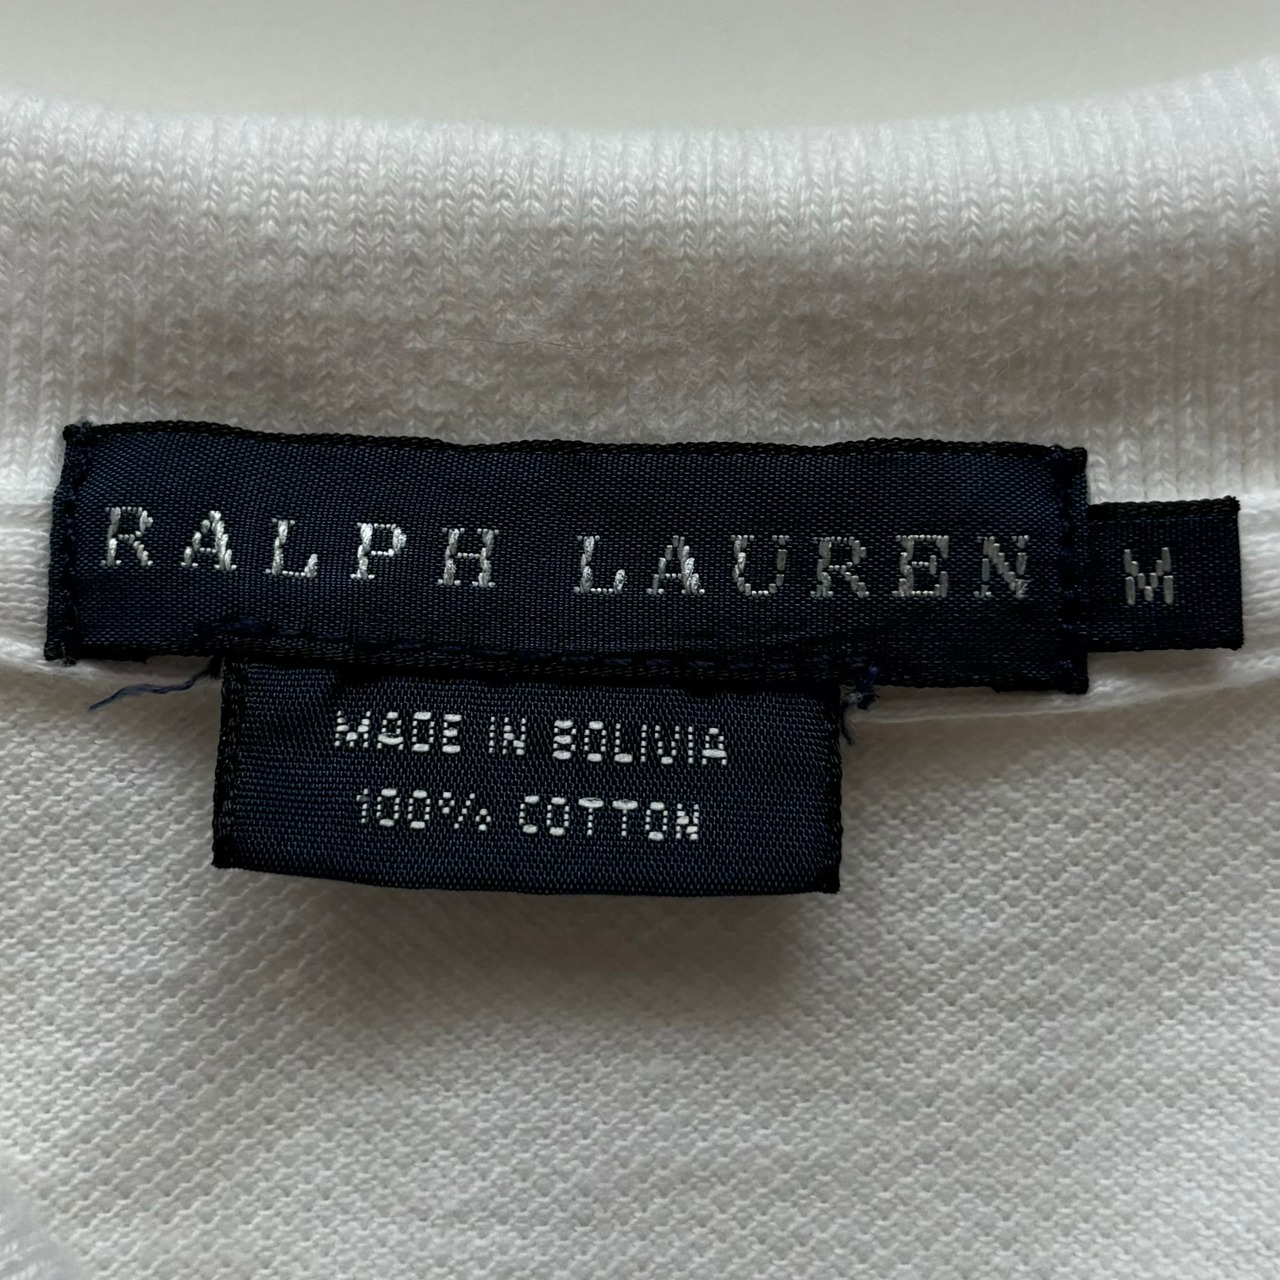 RALPH LAUREN
M
MADE IN BOLIVIA
100% COTTON